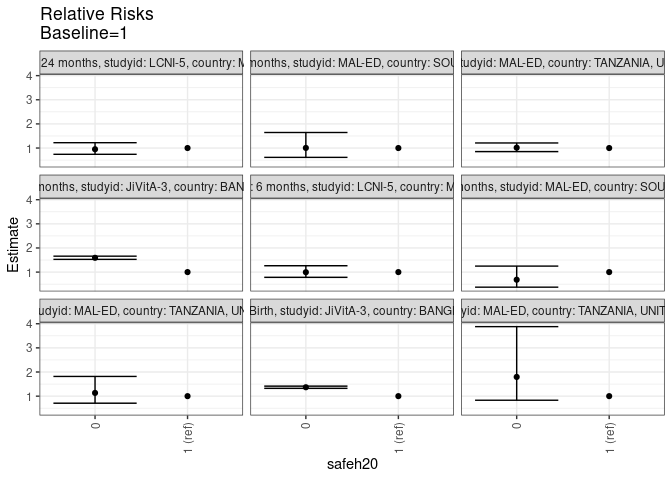 Relative Risks
Baseline=1
24 months, studyid: LCNI-5, country: M
months, studyid: MAL-ED, country: SOU
tudyid: MAL-ED, country: TANZANIA, U
4
3
2
1
months, studyid: JiVitA-3, country: BAN
: 6 months, studyid: LCNI-5, country: M
months, studyid: MAL-ED, country: SOU
4
3
2
1
Estimate
udyid: MAL-ED, country: TANZANIA, UN
Birth, studyid: JiVitA-3, country: BANG
yid: MAL-ED, country: TANZANIA, UNIT
4
3
2
1
0
1 (ref)
0
1 (ref)
0
1 (ref)
safeh20